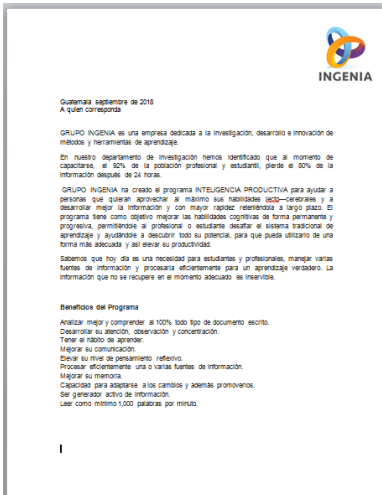 INGENIA
Guatemala septiembre de 2018
A quien corresponda
GRUPO INGENIA es una empresa dedicada a la investigación, desarrollo e innovación de
métodos y herramientas de aprendizaje.
En nuestro departamento de investigación hemos identificado que al momento de
capacitarse, el 92% de la población profesional y estudiantil, pierde el 80% de la
información después de 24 horas.
GRUPO INGENIA ha creado el programa INTELIGENCIA PRODUCTIVA para ayudar a
personas que quieran aprovechar al máximo sus habilidades (ecto—cerebrales y a
desarrollar mejor la información y con mayor rapidez reteniéndola a largo plazo. El
programa tiene como objetivo mejorar las habilidades cognitivas de forma permanente y
progresiva, permitiéndole al profesional o estudiante desafiar el sistema tradicional de
aprendizaje y ayudándole a descubrir todo su potencial, para que pueda utilizarlo de una
forma más adecuada y así elevar su productividad.
Sabemos que hoy día es una necesidad para estudiantes y profesionales, manejar varias
fuentes de información y procesarla eficientemente para un aprendizaje verdadero. La
información que no se recupere en el momento adecuado es inservible.
Beneficios del Programa
Analizar mejor y comprender al 100% todo tipo de documento escrito.
Desarrollar su atención, observación y concentración.
Tener el hábito de aprender.
Mejorar su comunicación.
Elevar su nivel de pensamiento reflexivo.
Procesar eficientemente una o varias fuentes de información.
Mejorar su memoria.
Capacidad para adaptarse a los cambios y además promoverlos.
Ser generador activo de información.
Leer como mínimo 1,000 palabras por minuto.